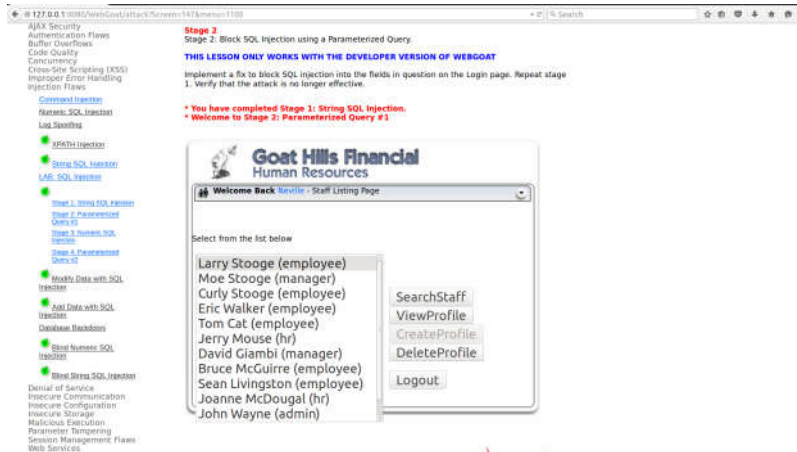 127.0.0.1:8080/WebGoat/attack?Screen=147&menu=1100
Search
AJAX Security
Authentication Flaws
Buffer Overflows
Code Quality
Concurrency
Cross-Site Scripting (XSS)
Improper Error Handling
Injection Flaws
Command Injection
Numeric SQL Injection
Log Spoofing
XPATH Injection
String SQL Injection
LAB: SQL Injection
Stage 1: String SQL Injection
Stage 2: Parameterized
Query #1
Stage 3: Numeric SQL
Injection
Stage 4: Parameterized
Query #2
Modify Data with SQL
Injection
Add Data with SQL
Injection
Database Backdoors
Blind Numeric SQL
Injection
Blind String SQL Injection
Denial of Service
Insecure Communication
Insecure Configuration
Insecure Storage
Malicious Execution
Parameter Tampering
Session Management Flaws
Web Services
Stage 2
Stage 2: Block SQL Injection using a Parameterized Query.
THIS LESSON ONLY WORKS WITH THE DEVELOPER VERSION OF WEBGOAT
Implement a fix to block SQL injection into the fields in question on the Login page. Repeat stage
1. Verify that the attack is no longer effective.
* You have completed Stage 1: String SQL Injection.
* Welcome to Stage 2: Parameterized Query #1
Goat Hills Financial
Human Resources
Welcome Back Neville - Staff Listing Page
Select from the list below
Larry Stooge (employee)
Moe Stooge (manager)
Curly Stooge (employee)
Eric Walker (employee)
Tom Cat (employee)
Jerry Mouse (hr)
David Giambi (manager)
Bruce McGuirre (employee)
Sean Livingston (employee)
Joanne McDougal (hr)
John Wayne (admin)
SearchStaff
ViewProfile
CreateProfile
DeleteProfile
Logout